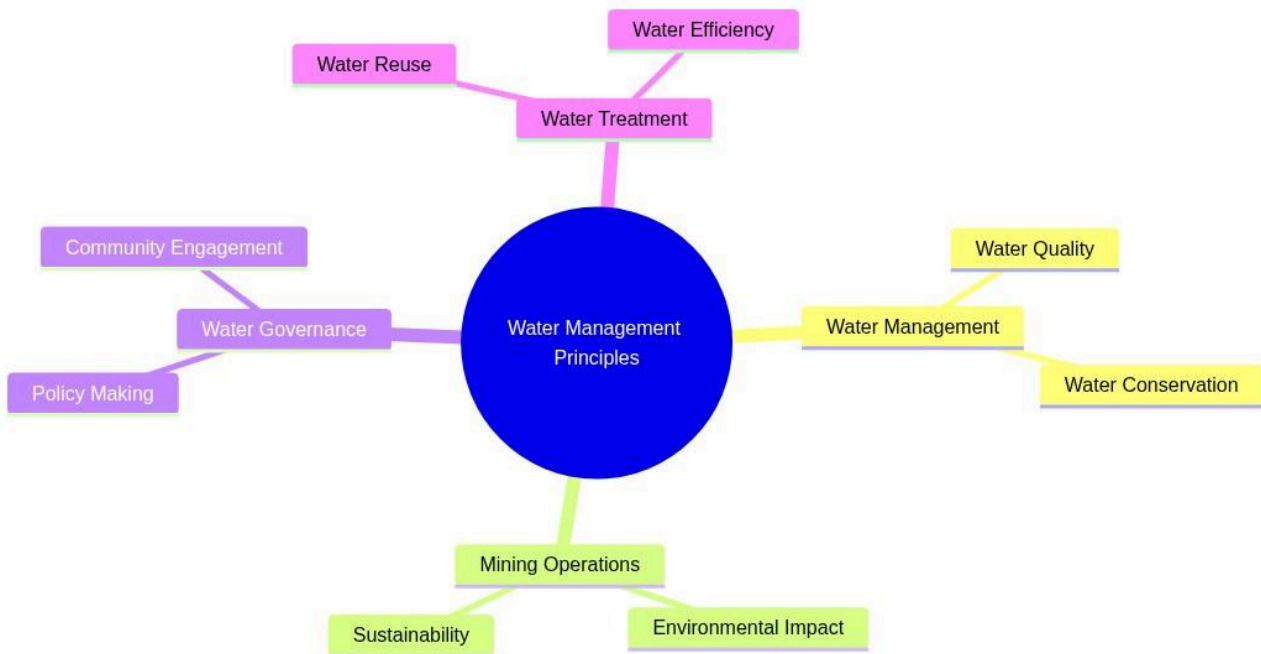 Water Efficiency
Water Reuse
Water Treatment
Community Engagement
Water Quality
Water Governance
Water Management
Principles
Water Management
Policy Making
Water Conservation
Mining Operations
Sustainability
Environmental Impact